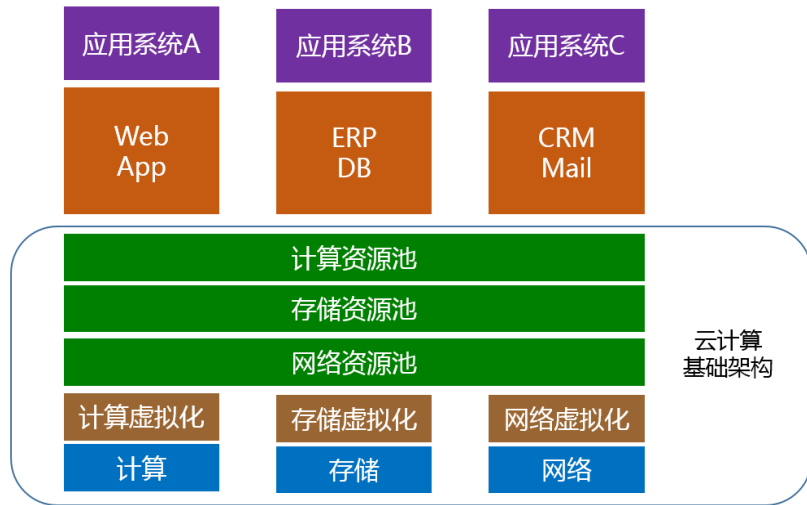 应用系统A
应用系统B
应用系统C
Web
App
ERP
DB
CRM
Mail
计算资源池
存储资源池
网络资源池
云计算
基础架构
计算虚拟化
存储虚拟化
网络虚拟化
计算
存储
网络